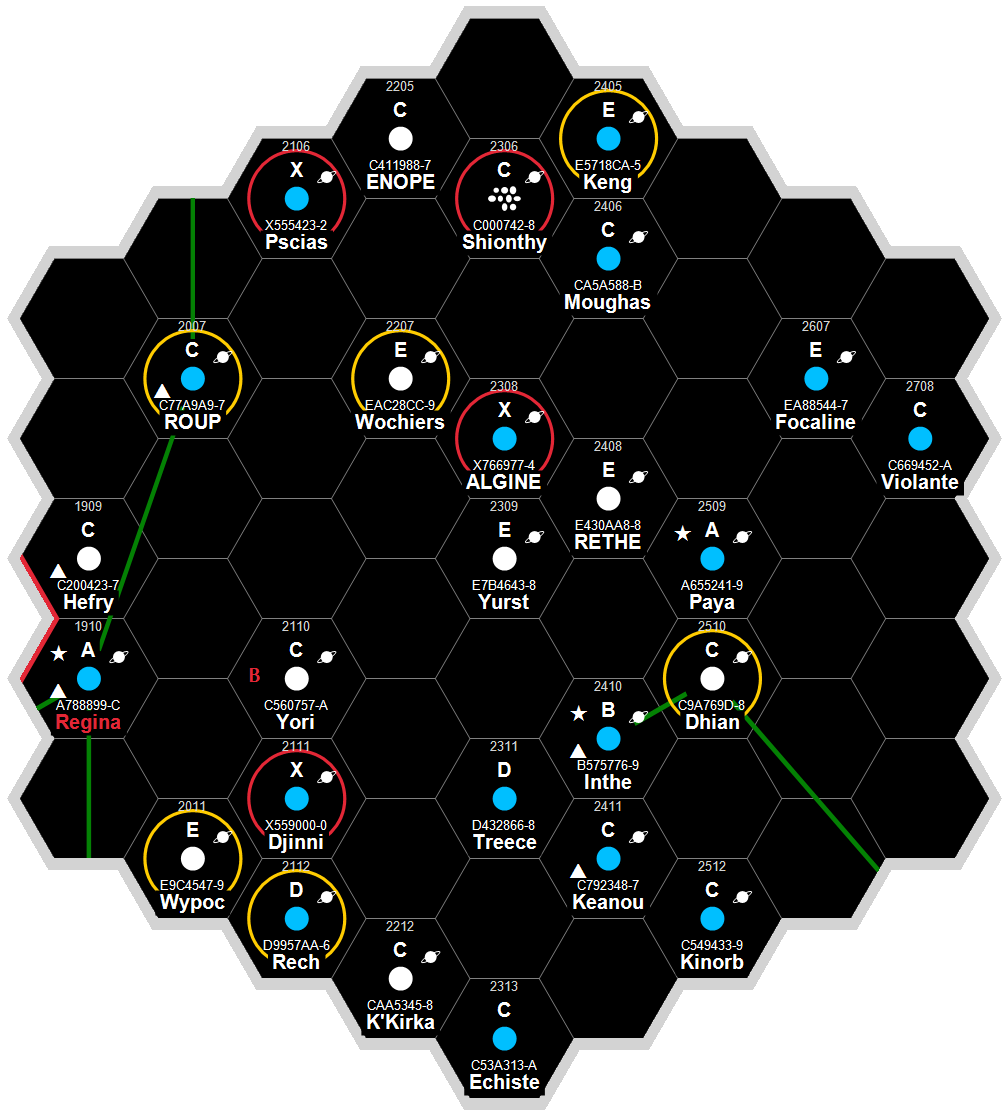 2205
C
C411988-7
ENOPE
2405
E
E5718CA-5
Keng
2106
X
X555423-2
Pscias
2306
C
C000742-8
Shionthy
2406
C
CA5A588-B
Moughas
2007
C
C77A9A9-7
ROUP
2207
E
EAC28CC-9
Wochiers
2607
E
EA88544-7
Focaline
2308
X
X766977-4
ALGINE
2708
C
C669452-A
Violante
2408
E
E430AA8-8
RETHE
1909
C
C200423-7
Hefry
2309
E
E7B4643-8
Yurst
2509
A
A655241-9
Paya
1910
A
A788899-C
Regina
2110
C
B
C560757-A
Yori
2510
C
C9A769D-8
Dhian
2410
B
B575776-9
Inthe
2111
X
X559000-0
Djinni
2311
D
D432866-8
Treece
2011
E
E9C4547-9
Wypoc
2411
C
C792348-7
Keanou
2112
D
D9957AA-6
Rech
2512
C
C549433-9
Kinorb
2212
C
CAA5345-8
K'Kirka
2313
C
C53A313-A
Echiste